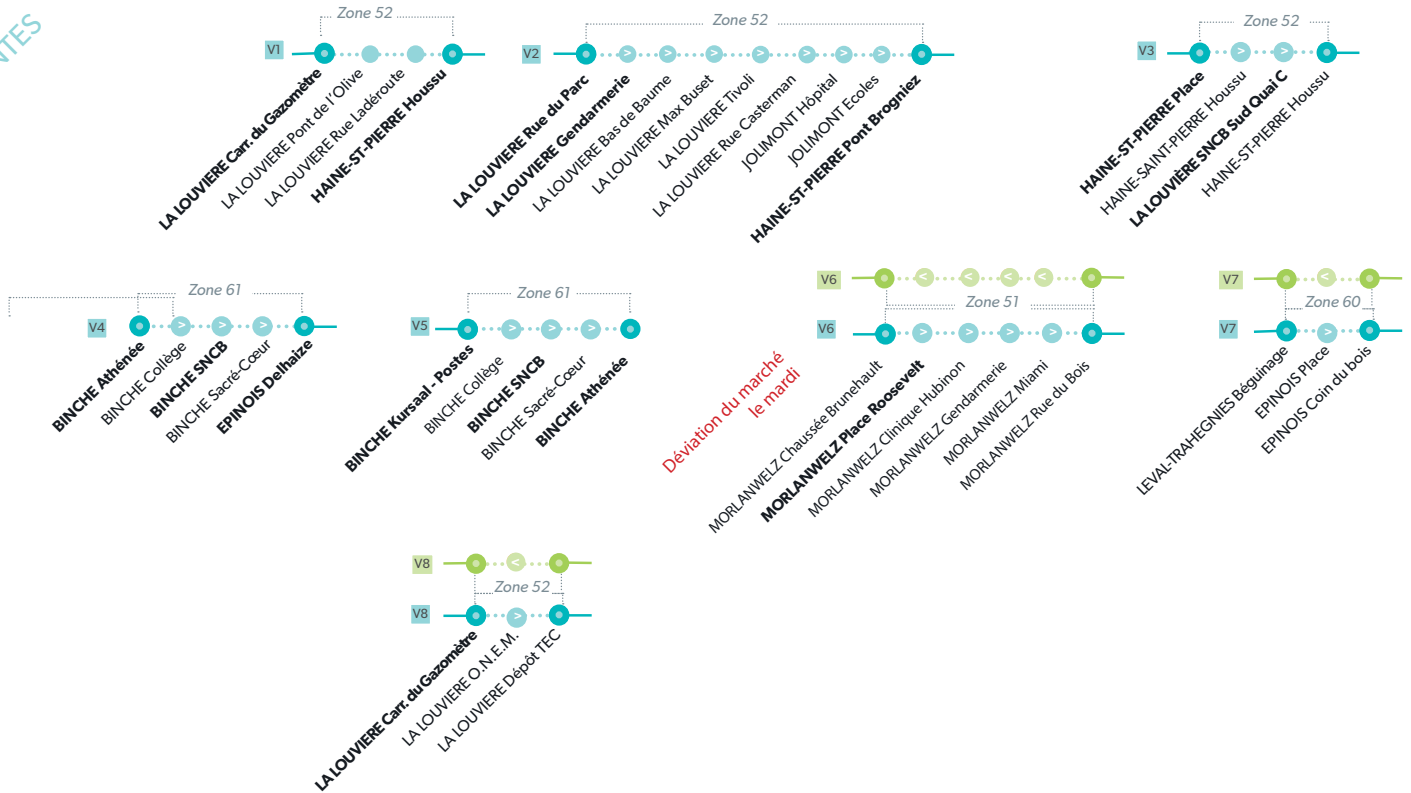 NTES
Zone 52
V1
LA LOUVIERE Carr. du Gazomètre
LA LOUVIERE Pont de l'Olive
LA LOUVIERE Rue Ladéroute
HAINE-ST-PIERRE Houssu
Zone 52
V2
LA LOUVIERE Rue du Parc
LA LOUVIERE Gendarmerie
LA LOUVIERE Bas de Baume
LA LOUVIERE Max Buset
LA LOUVIERE Tivoli
LA LOUVIERE Rue Casterman
JOLIMONT Hôpital
JOLIMONT Ecoles
HAINE-ST-PIERRE Pont Brogniez
Zone 52
V3
HAINE-ST-PIERRE Place
HAINE-SAINT-PIERRE Houssu
LA LOUVIÈRE SNCB Sud Quai C
HAINE-ST-PIERRE Houssu
Zone 61
V4
BINCHE Athénée
BINCHE Collège
BINCHE SNCB
BINCHE Sacré-Cœur
EPINOIS Delhaize
Zone 61
V5
BINCHE Kursaal - Postes
BINCHE Collège
BINCHE SNCB
BINCHE Sacré-Cœur
BINCHE Athénée
Déviation du marché
le mardi
V6
Zone 51
V6
MORLANWELZ Chaussée Brunehault
MORLANWELZ Place Roosevelt
MORLANWELZ Clinique Hubinon
MORLANWELZ Gendarmerie
MORLANWELZ Miami
MORLANWELZ Rue du Bois
V7
Zone 60
V7
LEVAL-TRAHEGNIES Béguinage
EPINOIS Place
EPINOIS Coin du bois
V8
Zone 52
V8
LA LOUVIERE Carr. du Gazomètre
LA LOUVIERE O.N.E.M.
LA LOUVIERE Dépôt TEC